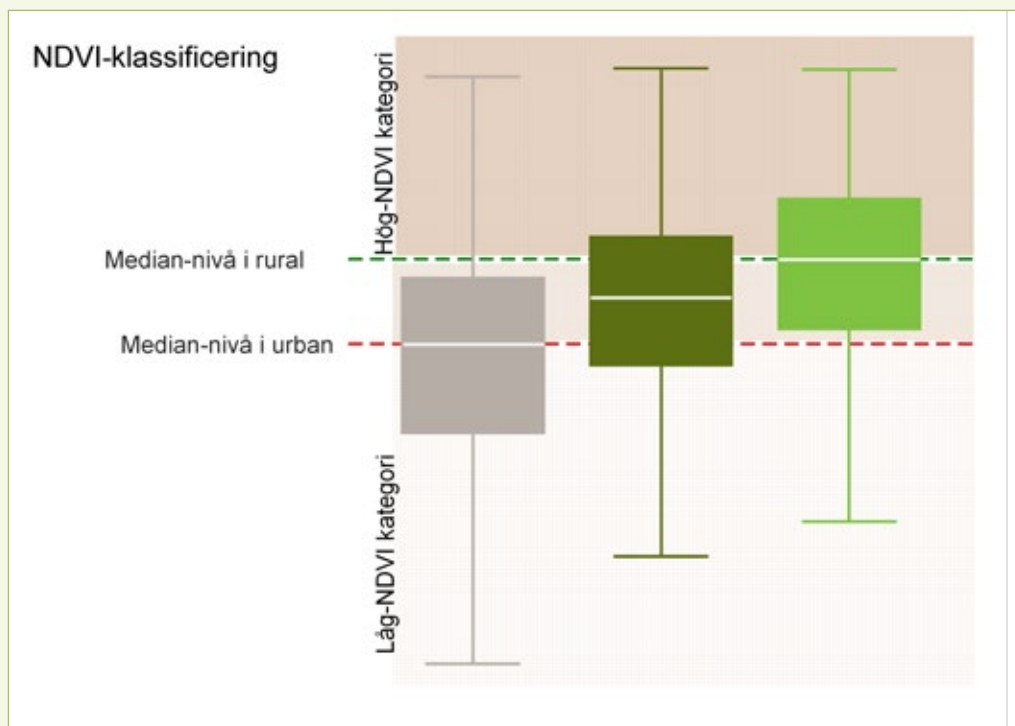 NDVI-klassificering
Hög-NDVI kategori
Median-nivå i rural
Median-nivå i urban
Låg-NDVI kategori